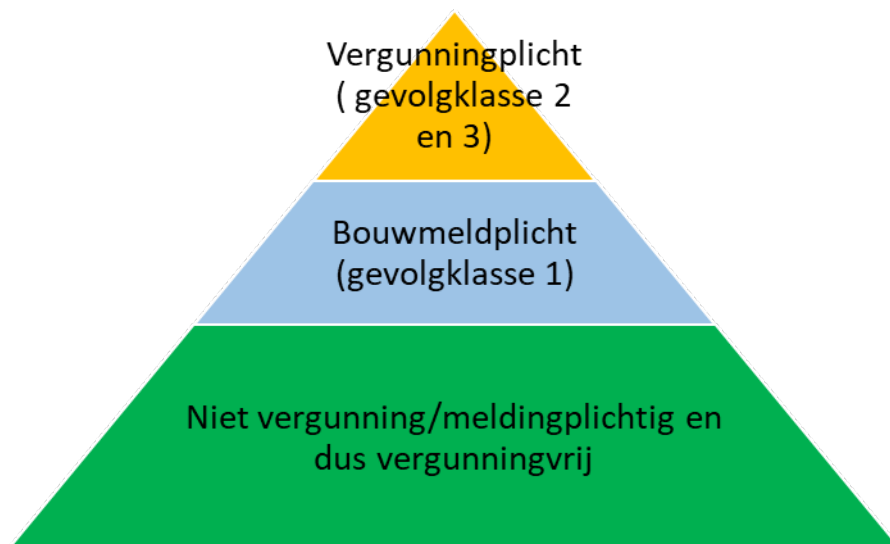 Vergunningplicht
( gevolgklasse 2
en 3)
Bouwmeldplicht
(gevolgklasse 1)
Niet vergunning/meldingplichtig en
dus vergunningvrij